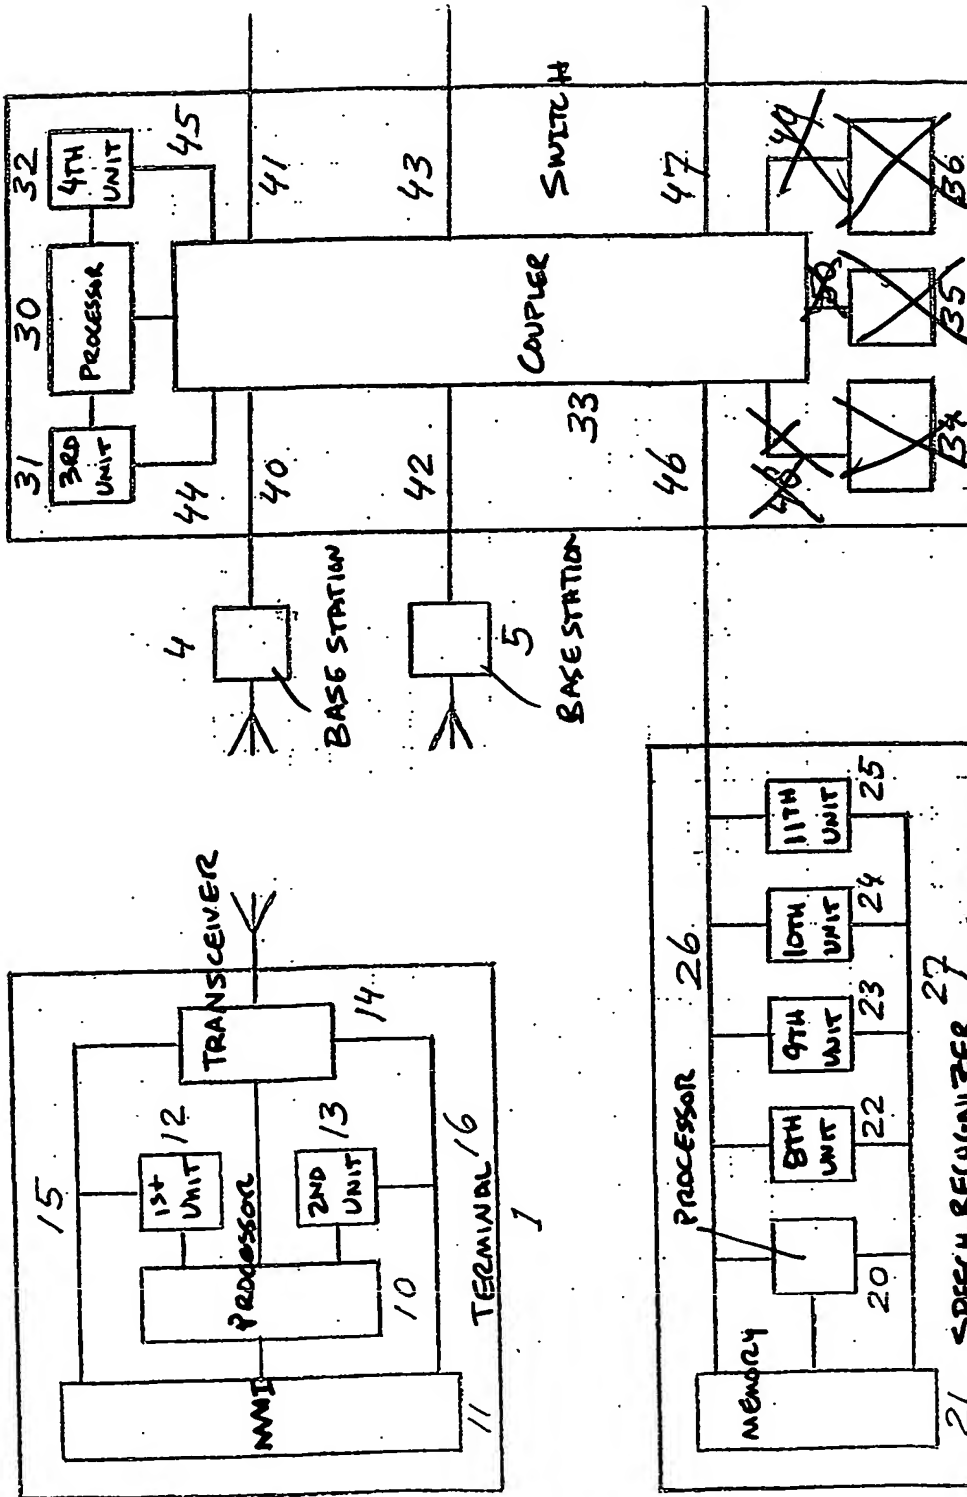 15
1st
UNIT
12
TRANSCEIVER
14
PROCESSOR
10
2ND
UNIT
13
MMI
11
TERMINAL
16
1
4
BASE STATION
5
BASE STATION
31
3RD
UNIT
30
PROCESSOR
32
4TH
UNIT
44
45
40
41
42
43
33
COUPLER
SWITCH
46
47
49
35
36
PROCESSOR
26
MEMORY
21
20
8TH
UNIT
22
9TH
UNIT
23
10TH
UNIT
24
11TH
UNIT
25
27
SPEECH RECOGNIZER